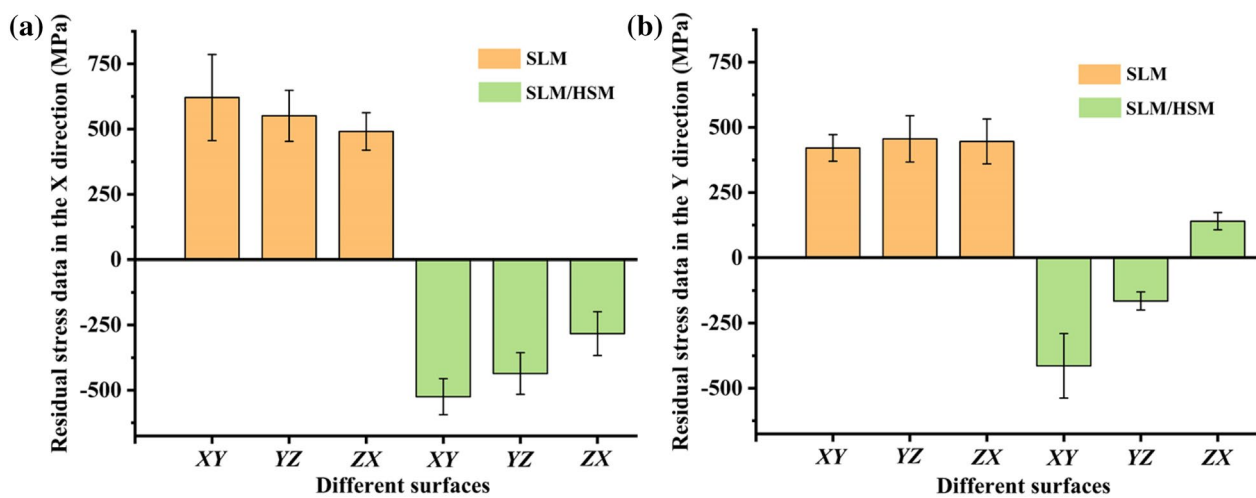 (a)
Residual stress data in the X direction (MPa)
750
500
250
0
-250
-500
SLM
SLM/HSM
XY YZ ZX XY YZ ZX
Different surfaces
(b)
Residual stress data in the Y direction (MPa)
750
500
250
0
-250
-500
SLM
SLM/HSM
XY YZ ZX XY YZ ZX
Different surfaces